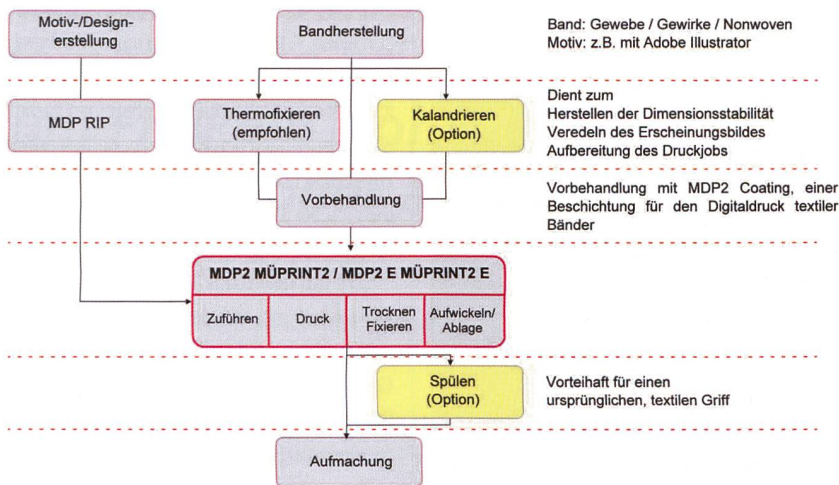 Motiv-/Design-
erstellung
Bandherstellung
Band: Gewebe / Gewirke / Nonwoven
Motiv: z.B. mit Adobe Illustrator
MDP RIP
Thermofixieren
(empfohlen)
Kalandrieren
(Option)
Dient zum
Herstellen der Dimensionsstabilität
Veredeln des Erscheinungsbildes
Aufbereitung des Druckjobs
Vorbehandlung
Vorbehandlung mit MDP2 Coating, einer
Beschichtung für den Digitaldruck textiler
Bänder
MDP2 MÜPRINT2 / MDP2 E MÜPRINT2 E
Zuführen
Druck
Trocknen
Fixieren
Aufwickeln/
Ablage
Spülen
(Option)
Vorteihaft für einen
ursprünglichen, textilen Griff
Aufmachung